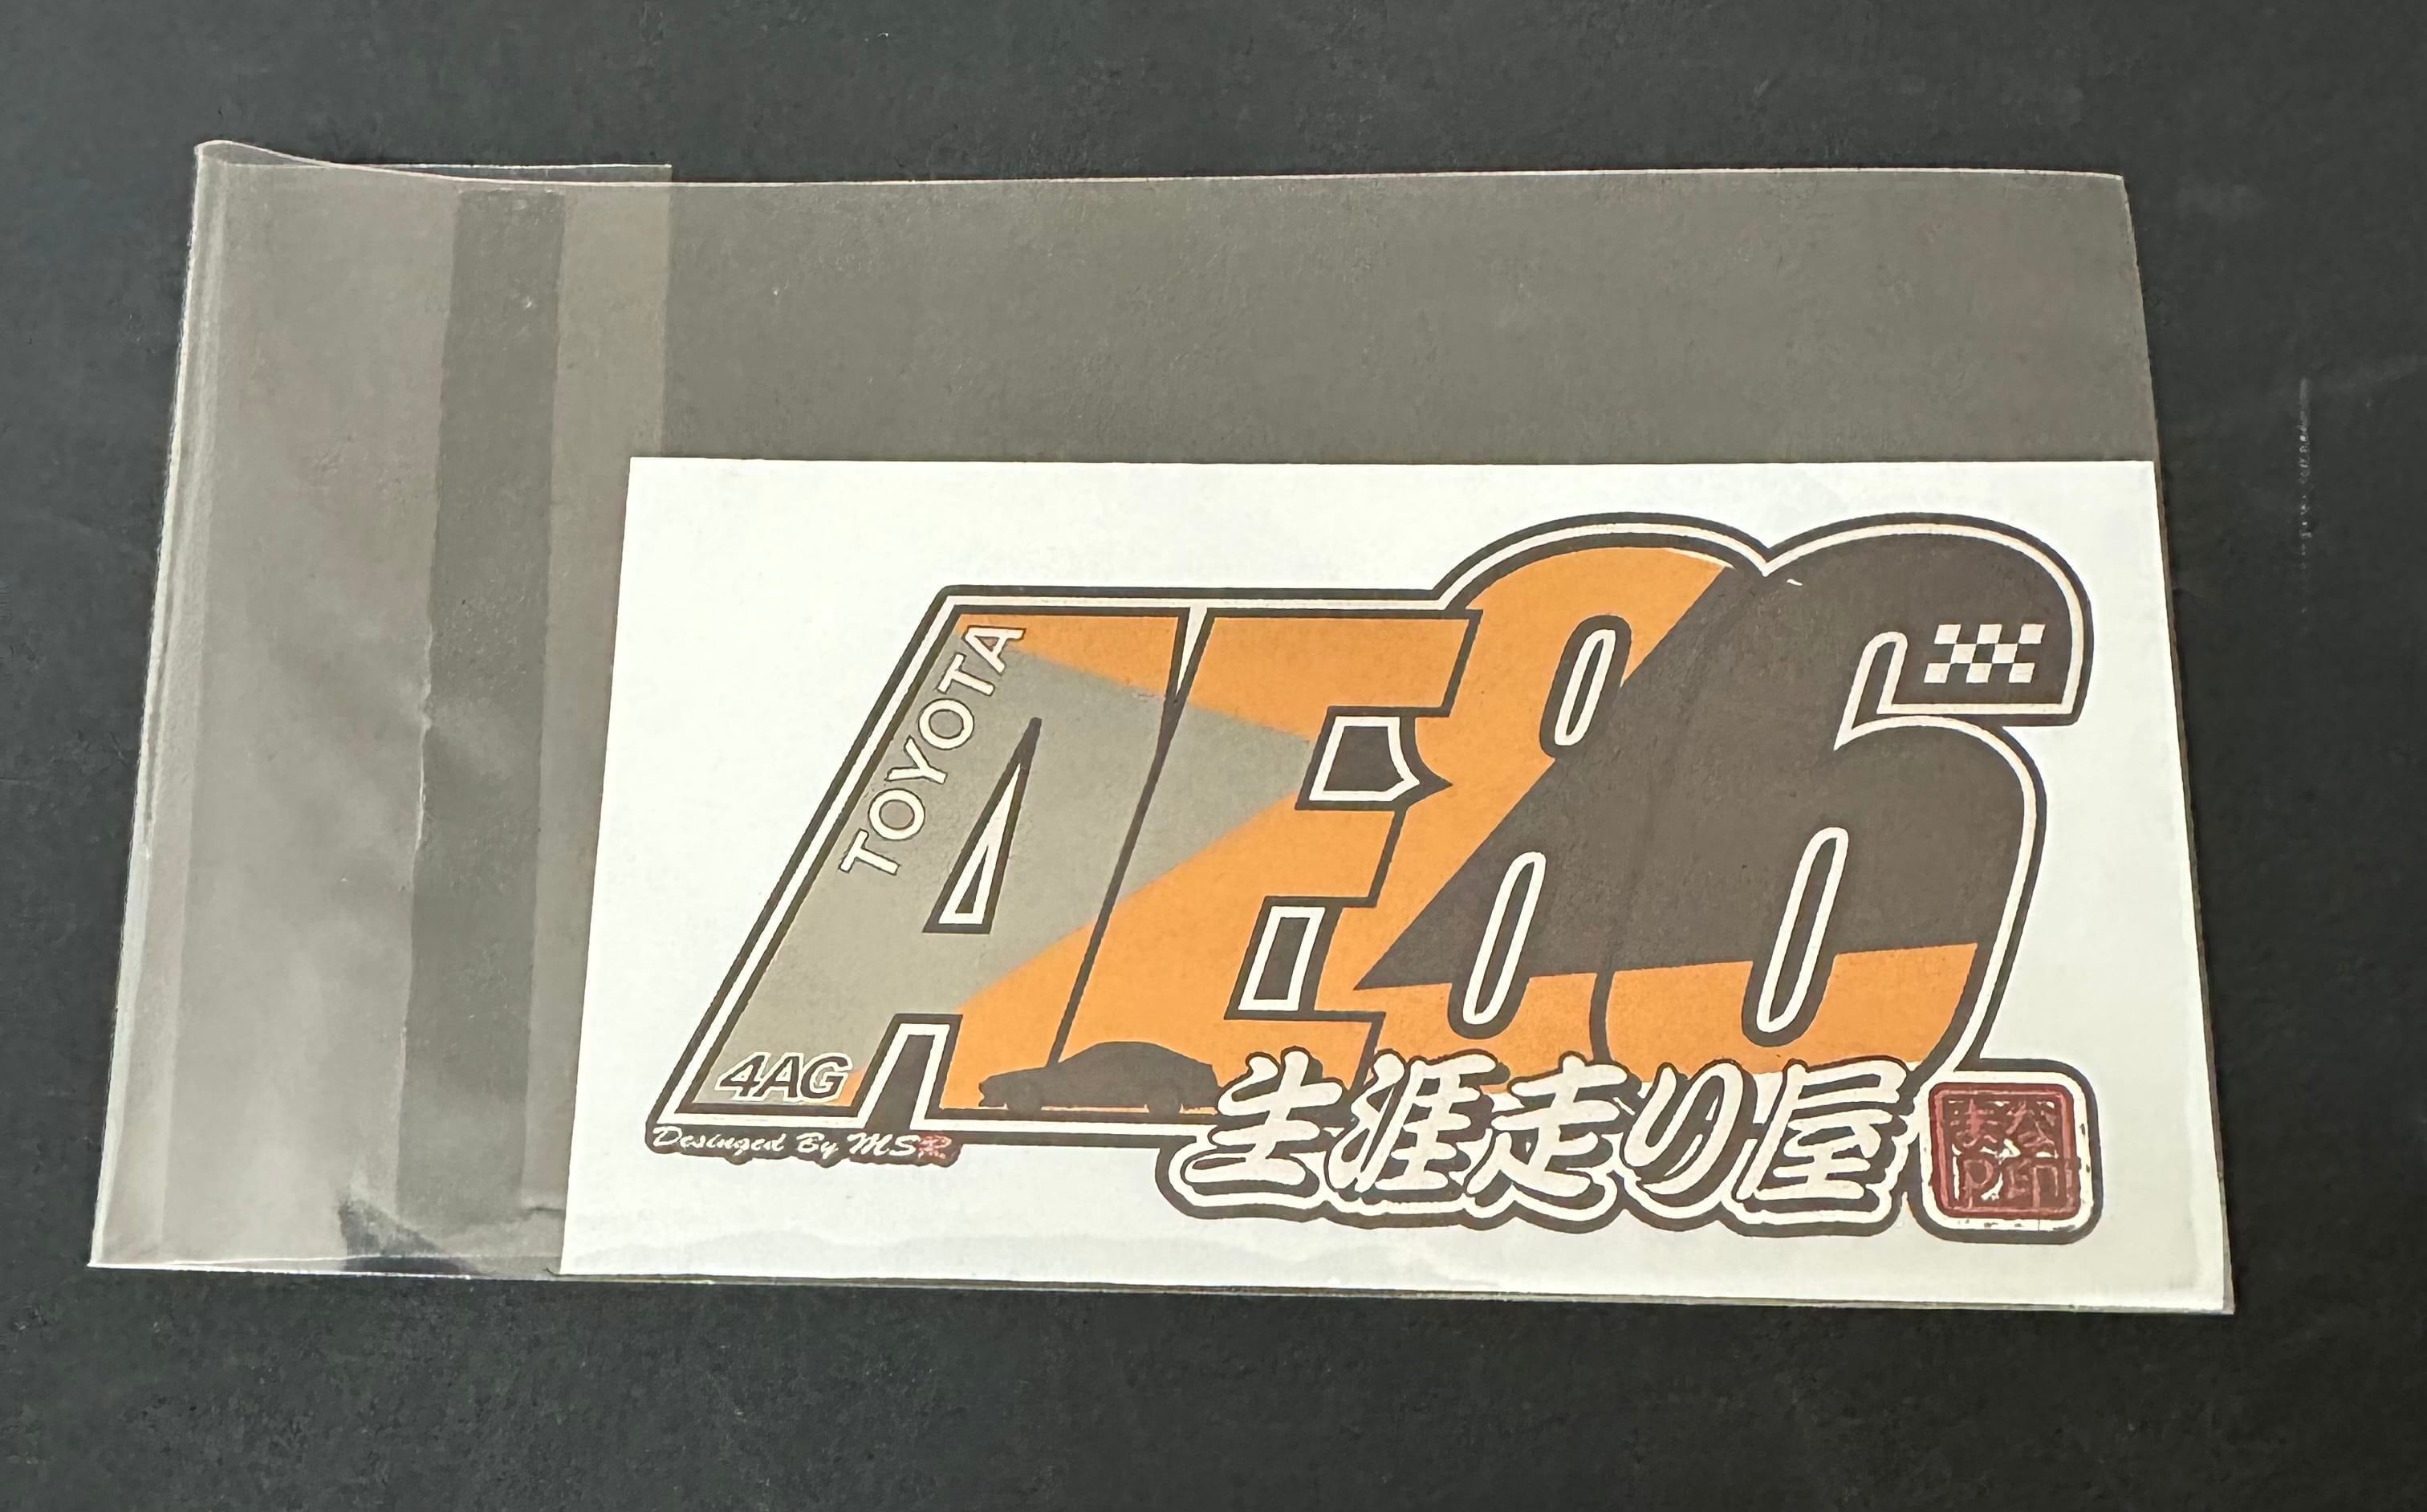 TOYOTA
AE86
4AG
Desinged By MS
生涯走り屋